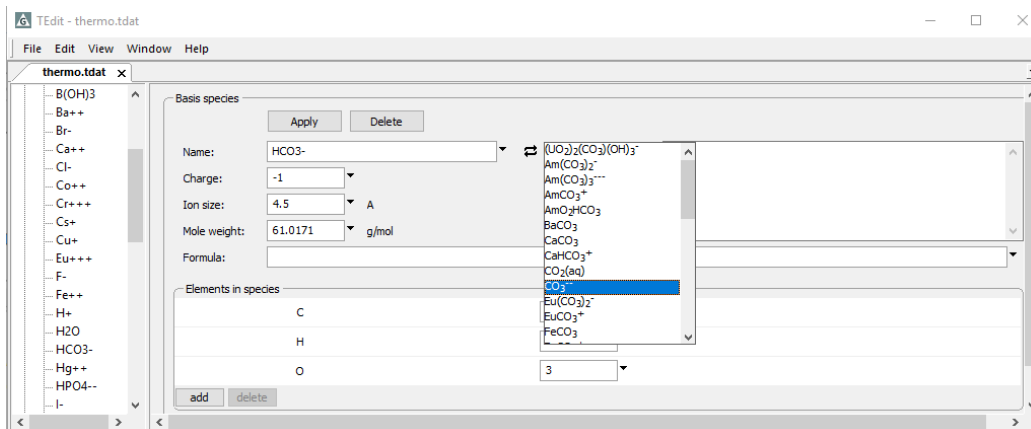 TEdit - thermo.tdat
File Edit View Window Help
thermo.tdat x
B(OH)3
Ba++
Br-
Ca++
Cl-
Co++
Cr+++
Cs+
Cu+
Eu+++
F-
Fe++
H+
H2O
HCO3-
Hg++
HPO4--
I-
Basis species
Apply Delete
Name: HCO3-
Charge: -1
Ion size: 4.5 A
Mole weight: 61.0171 g/mol
Formula:
(UO₂)₂(CO₃)(OH)₃⁻
Am(CO₃)₂⁻
Am(CO₃)₃⁻⁻⁻
AmCO₃⁺
AmO₂HCO₃
BaCO₃
CaCO₃
CaHCO₃⁺
CO₂(aq)
CO₃⁻⁻
Eu(CO₃)₂⁻
EuCO₃⁺
FeCO₃
Elements in species
C
H
O 3
add delete